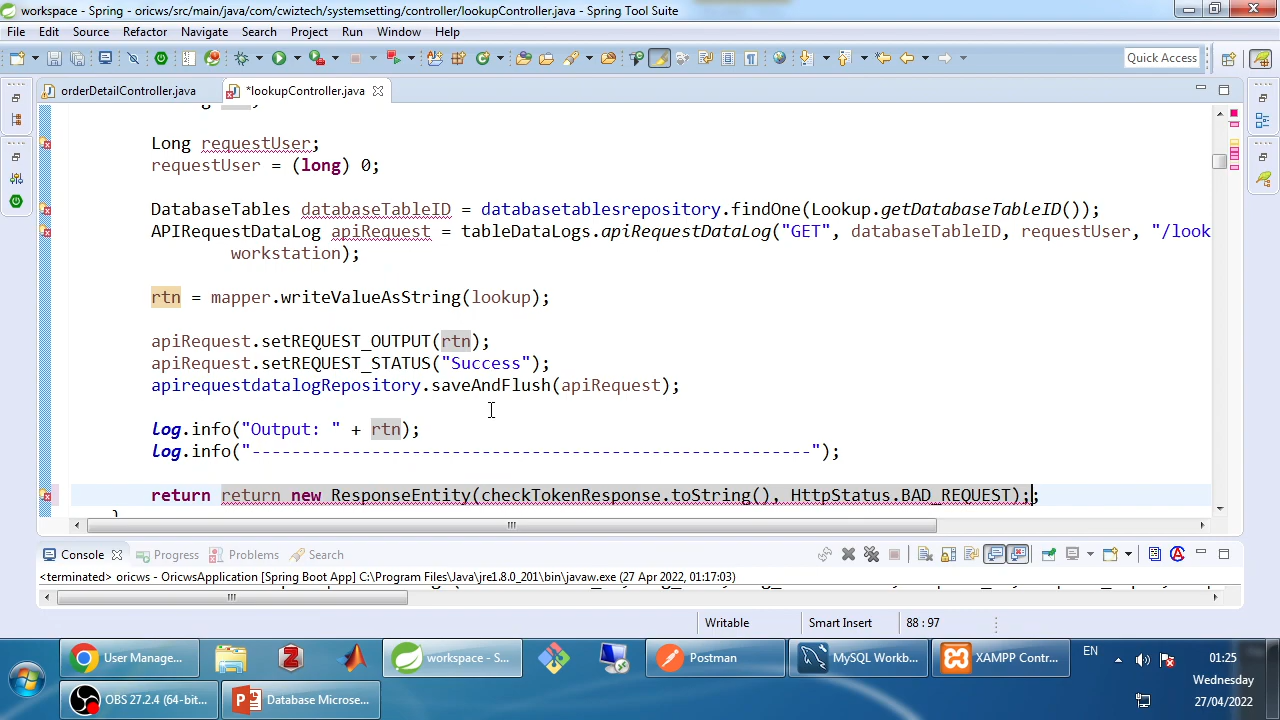 workspace - Spring - oricws/src/main/java/com/cwiztech/systemsetting/controller/lookupController.java - Spring Tool Suite
File Edit Source Refactor Navigate Search Project Run Window Help
Quick Access
orderDetailController.java *lookupController.java
Long requestUser;
requestUser = (long) 0;
DatabaseTables databaseTableID = databasetablesrepository.findOne(Lookup.getDatabaseTableID());
APIRequestDataLog apiRequest = tableDataLogs.apiRequestDataLog("GET", databaseTableID, requestUser, "/look
workstation);
rtn = mapper.writeValueAsString(lookup);
apiRequest.setREQUEST_OUTPUT(rtn);
apiRequest.setREQUEST_STATUS("Success");
apirequestdatalogRepository.saveAndFlush(apiRequest);
log.info("Output: " + rtn);
log.info("--------------------------------------------------------");
return return new ResponseEntity(checkTokenResponse.toString(), HttpStatus.BAD_REQUEST);;
}
Console Progress Problems Search
<terminated> oricws - OricwsApplication [Spring Boot App] C:\Program Files\Java\jre1.8.0_201\bin\javaw.exe (27 Apr 2022, 01:17:03)
Writable Smart Insert 88 : 97
User Manage... workspace - S... Postman MySQL Workb... XAMPP Contr... EN 01:25
Wednesday
OBS 27.2.4 (64-bit... Database Microse... 27/04/2022